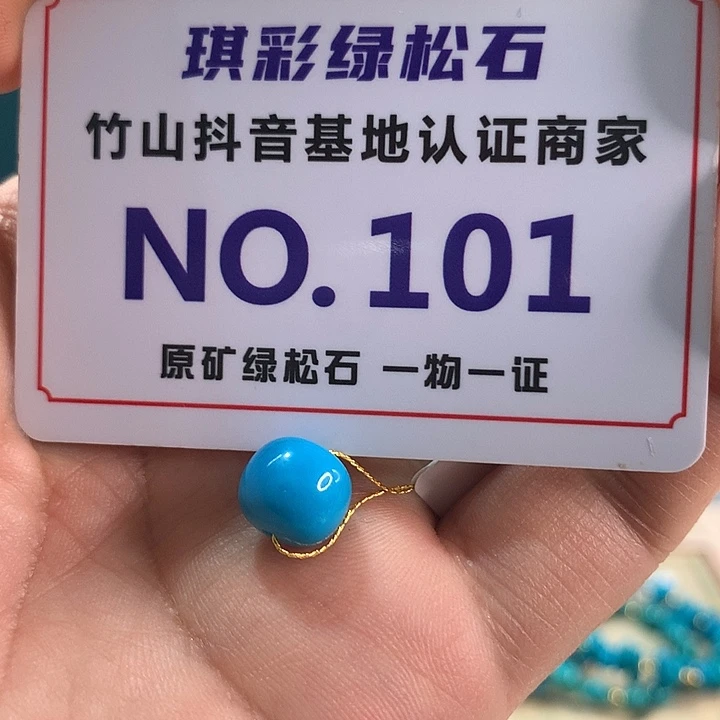 琪彩绿松石
竹山抖音基地认证商家
NO.101
原矿绿松石 一物一证